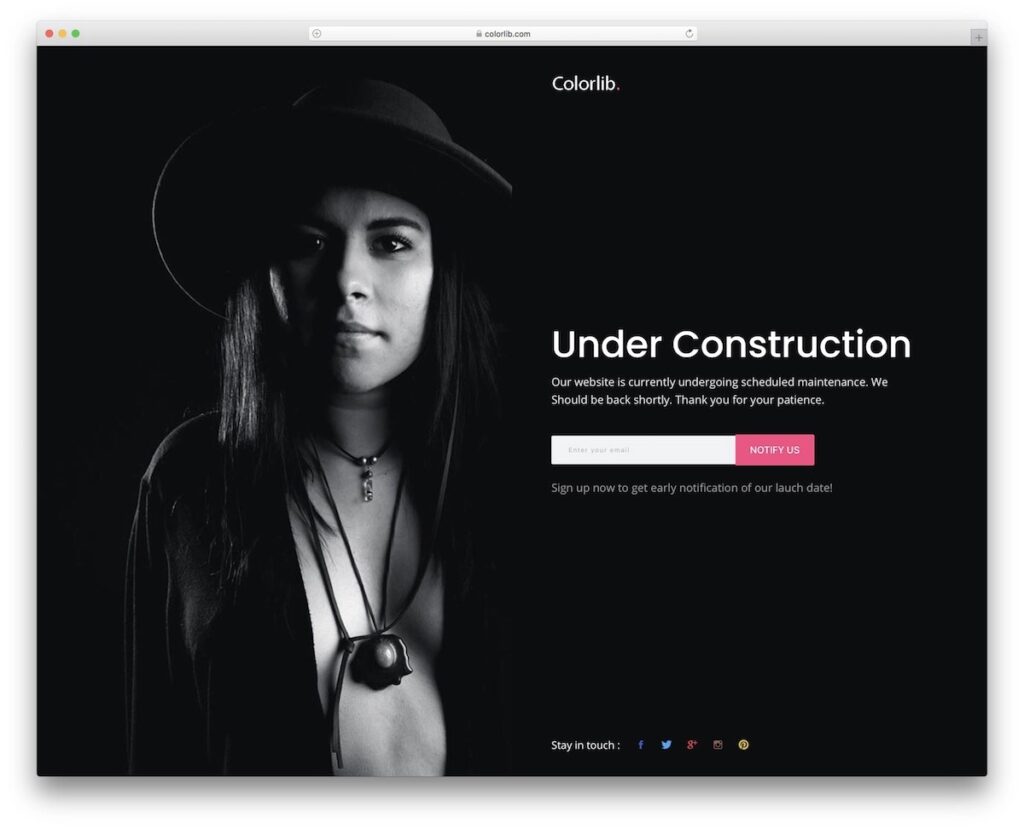 colorlib.com
Colorlib.
Under Construction
Our website is currently undergoing scheduled maintenance. We
Should be back shortly. Thank you for your patience.
Enter your email
NOTIFY US
Sign up now to get early notification of our lauch date!
Stay in touch :